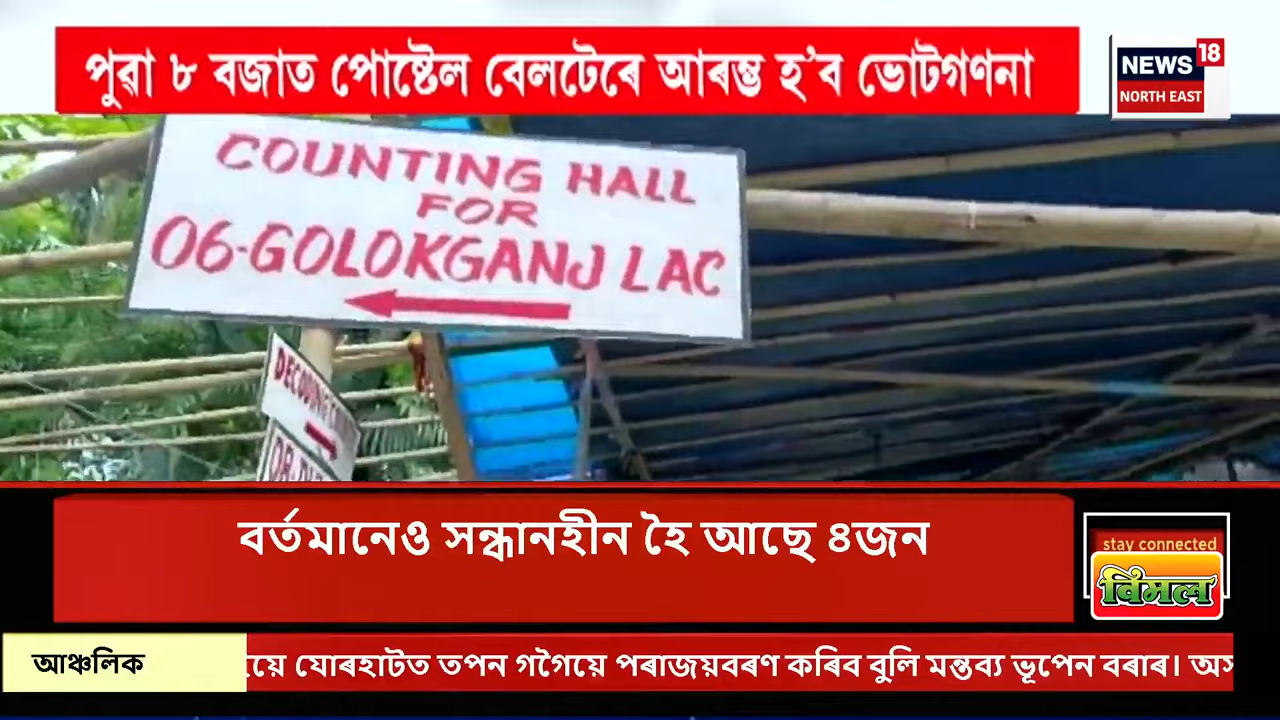 পুৱা ৮ বজাত পোষ্টেল বেলটেৰে আৰম্ভ হ'ব ভোটগণনা
NEWS 18
NORTH EAST
COUNTING HALL
FOR
06-GOLOKGANJ LAC
বৰ্তমানেও সন্ধানহীন হৈ আছে ৪জন
stay connected
বিমল
আঞ্চলিক
যোৰহাটত তপন গগৈয়ে পৰাজয়বৰণ কৰিব বুলি মন্তব্য ভূপেন বৰাৰ।